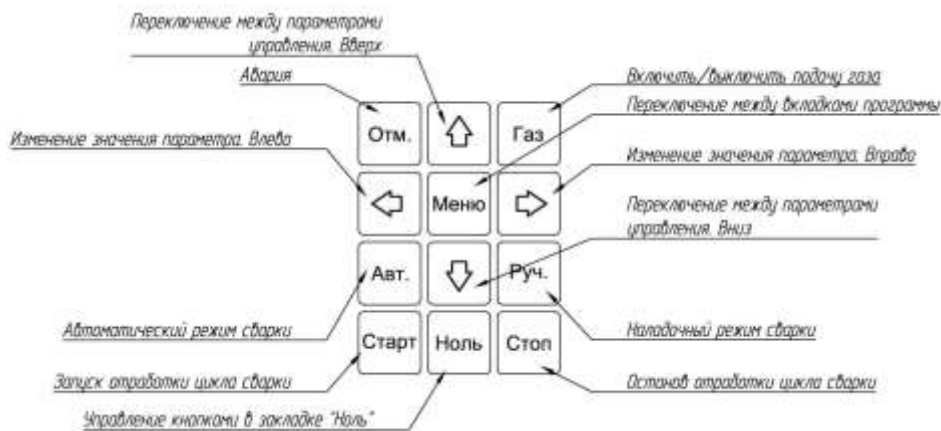 Переключение между параметрами
управления. Вверх
Авария
Включить/выключить подачу газа
Переключение между вкладками программы
Отм.
Газ
Изменение значения параметра. Влево
Изменение значения параметра. Вправо
Меню
Переключение между параметрами
управления. Вниз
Авт.
Руч.
Автоматический режим сварки
Наладочный режим сварки
Старт
Ноль
Стоп
Запуск отработки цикла сварки
Останов отработки цикла сварки
Управление кнопками в закладке "Ноль"